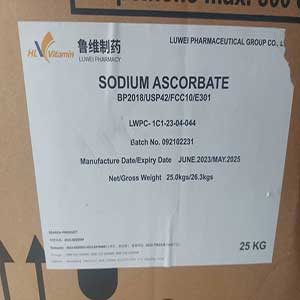 HLV Vitamin
鲁维制药
LUWEI PHARMACY
LUWEI PHARMACEUTICAL GROUP CO.,
SODIUM ASCORBATE
BP2018/USP42/FCC10/E301
LWPC- 1C1-23-04-044
Batch No. 092102231
Manufacture Date/Expiry Date JUNE.2023/MAY.2025
Net/Gross Weight 25.0kgs/26.3kgs
25 KG